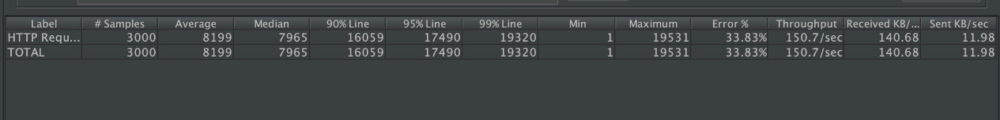 Label # Samples Average Median 90% Line 95% Line 99% Line Min Maximum Error % Throughput Received KB/... Sent KB/sec
HTTP Requ... 3000 8199 7965 16059 17490 19320 1 19531 33.83% 150.7/sec 140.68 11.98
TOTAL 3000 8199 7965 16059 17490 19320 1 19531 33.83% 150.7/sec 140.68 11.98